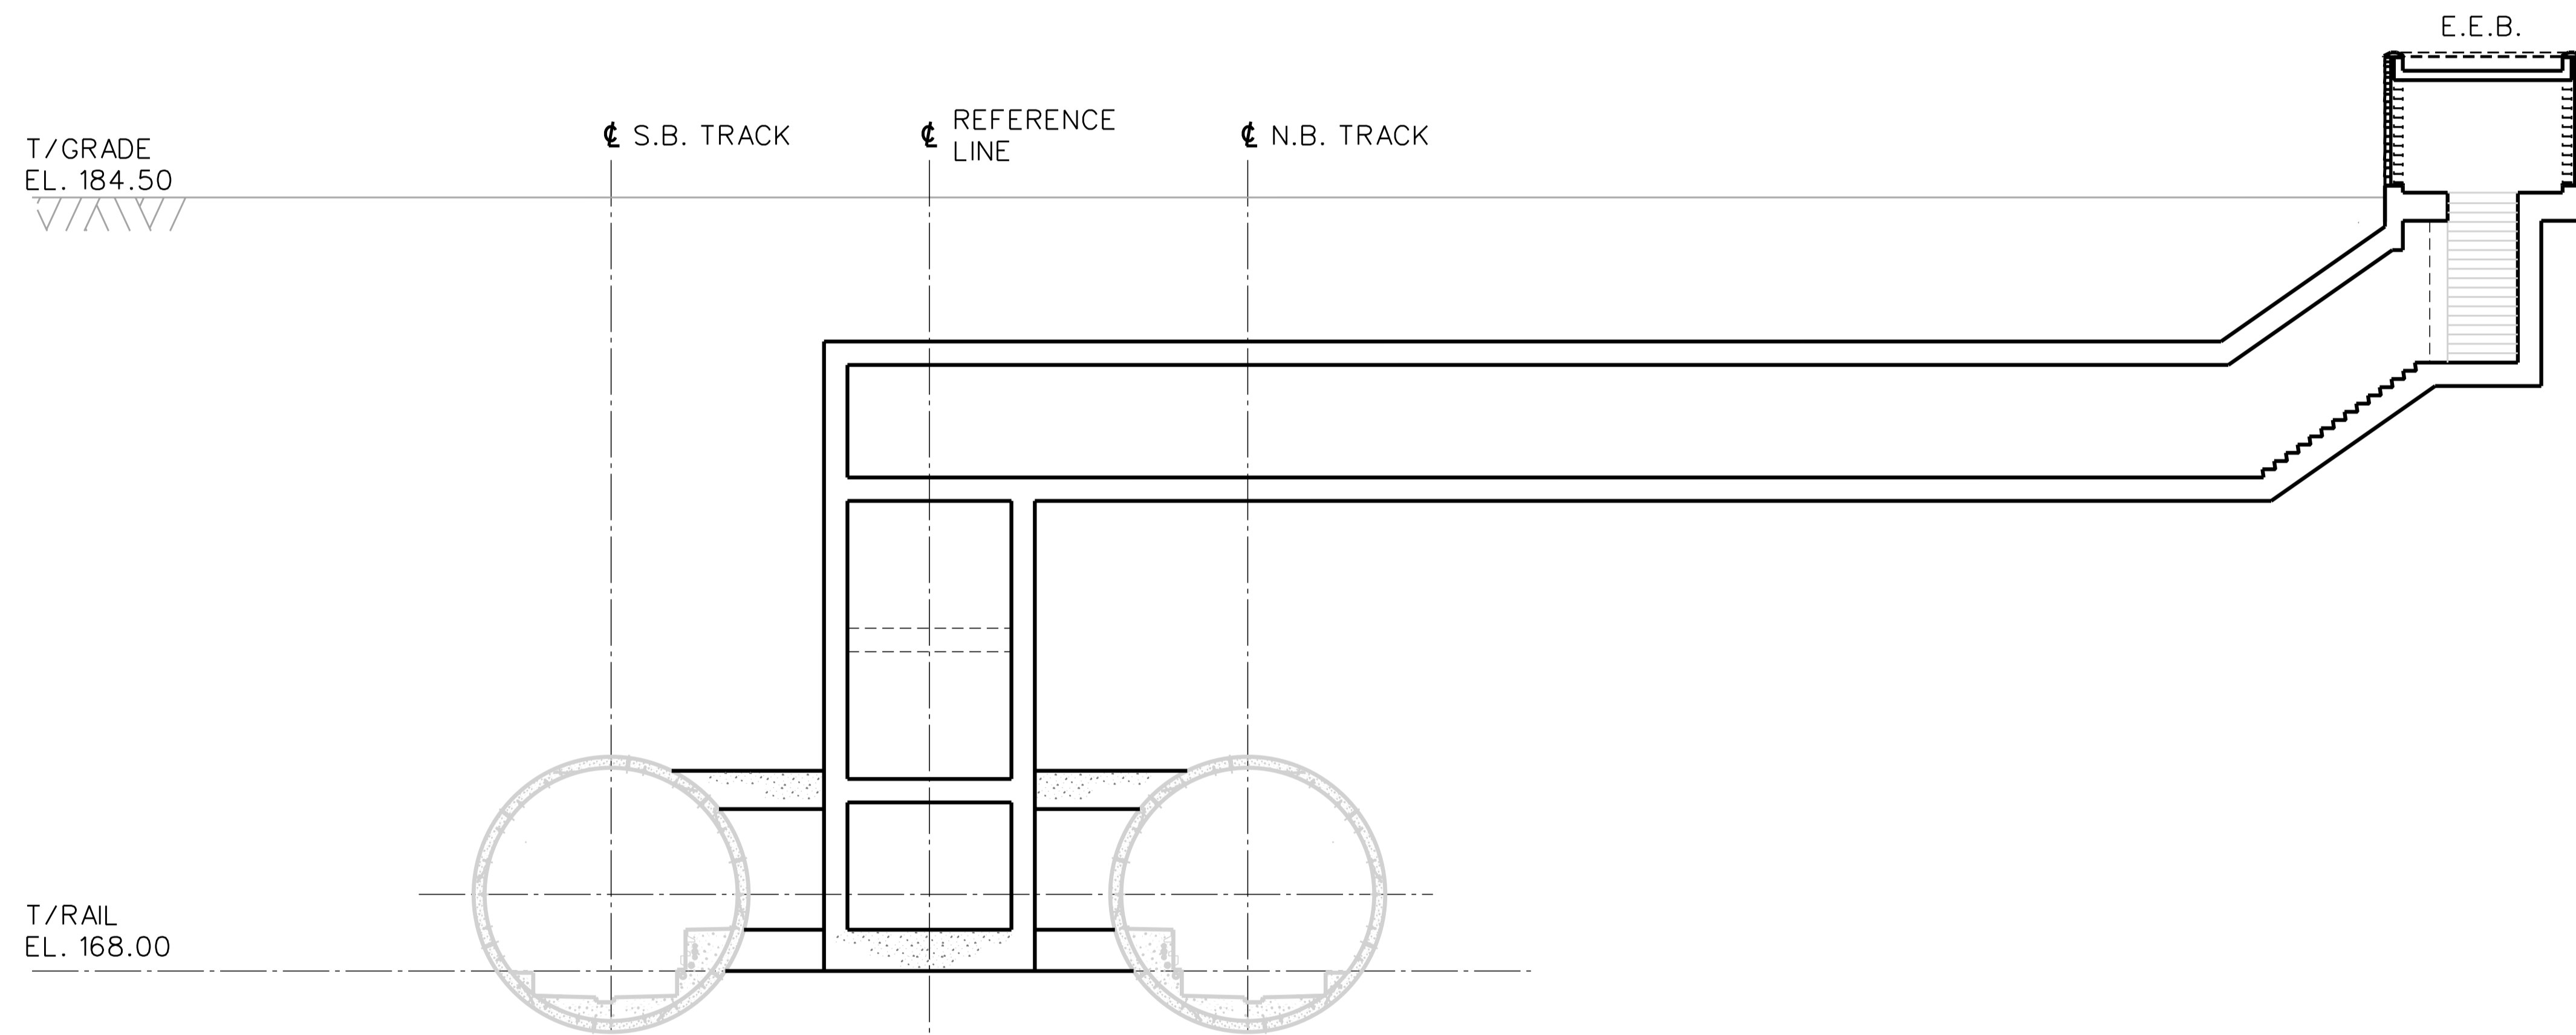 E.E.B.
℄ S.B. TRACK
℄ REFERENCE
LINE
℄ N.B. TRACK
T/GRADE
EL. 184.50
T/RAIL
EL. 168.00